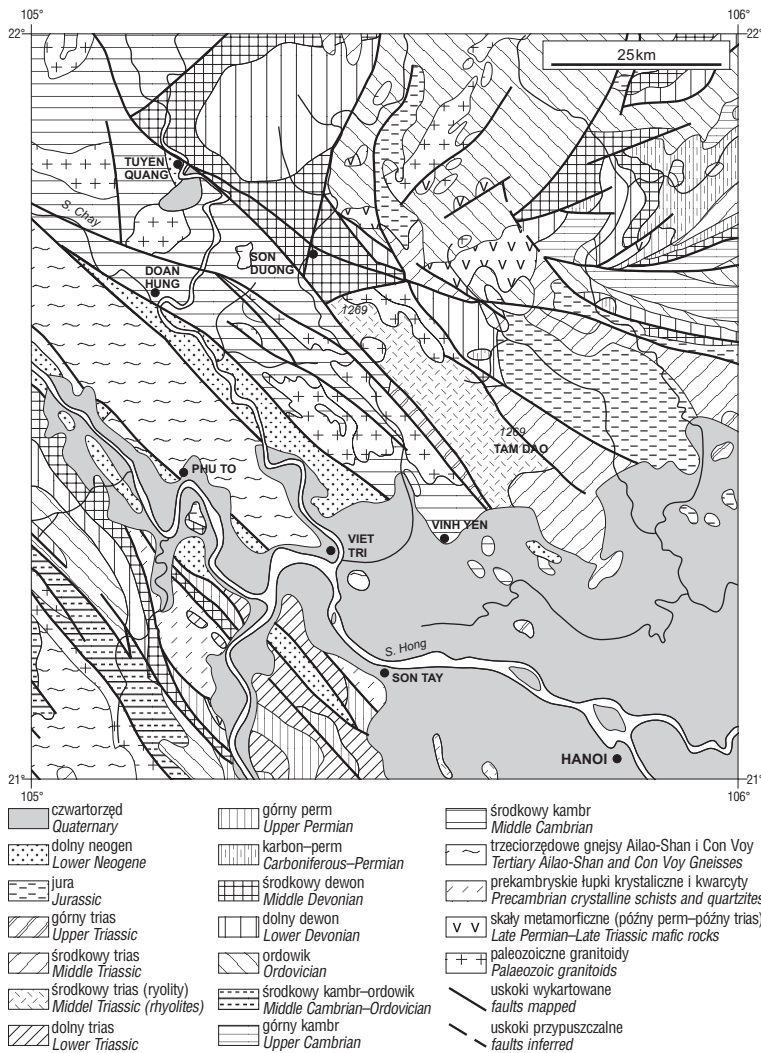 105°
106°
22°
22°
25km
TUYEN
QUANG
S. Chay
SON
DUONG
DOAN
HUNG
1269
1269
TAM DAO
PHU TO
VIET
TRI
VINH YEN
S. Hong
SON TAY
HANOI
21°
21°
105°
106°
czwartorzęd
Quaternary
dolny neogen
Lower Neogene
jura
Jurassic
górny trias
Upper Triassic
środkowy trias
Middle Triassic
środkowy trias (ryolity)
Middel Triassic (rhyolites)
dolny trias
Lower Triassic
górny perm
Upper Permian
karbon–perm
Carboniferous–Permian
środkowy dewon
Middle Devonian
dolny dewon
Lower Devonian
ordowik
Ordovician
środkowy kambr–ordowik
Middle Cambrian–Ordovician
górny kambr
Upper Cambrian
środkowy kambr
Middle Cambrian
trzeciorzędowe gnejsy Ailao-Shan i Con Voy
Tertiary Ailao-Shan and Con Voy Gneisses
prekambryskie łupki krystaliczne i kwarcyty
Precambrian crystalline schists and quartzites
skały metamorficzne (późny perm–późny trias)
Late Permian–Late Triassic mafic rocks
paleozoiczne granitoidy
Palaeozoic granitoids
uskoki wykartowane
faults mapped
uskoki przypuszczalne
faults inferred